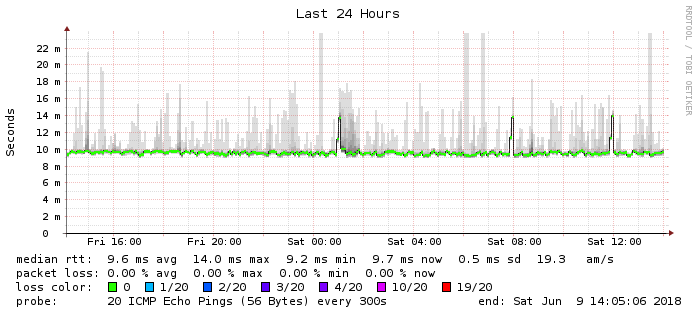 Last 24 Hours
RRDTOOL / TOBI OETIKER
Seconds
22 m
20 m
18 m
16 m
14 m
12 m
10 m
8 m
6 m
4 m
2 m
0
Fri 16:00 Fri 20:00 Sat 00:00 Sat 04:00 Sat 08:00 Sat 12:00
median rtt: 9.6 ms avg 14.0 ms max 9.2 ms min 9.7 ms now 0.5 ms sd 19.3 am/s
packet loss: 0.00 % avg 0.00 % max 0.00 % min 0.00 % now
loss color: 0 1/20 2/20 3/20 4/20 10/20 19/20
probe: 20 ICMP Echo Pings (56 Bytes) every 300s end: Sat Jun 9 14:05:06 2018